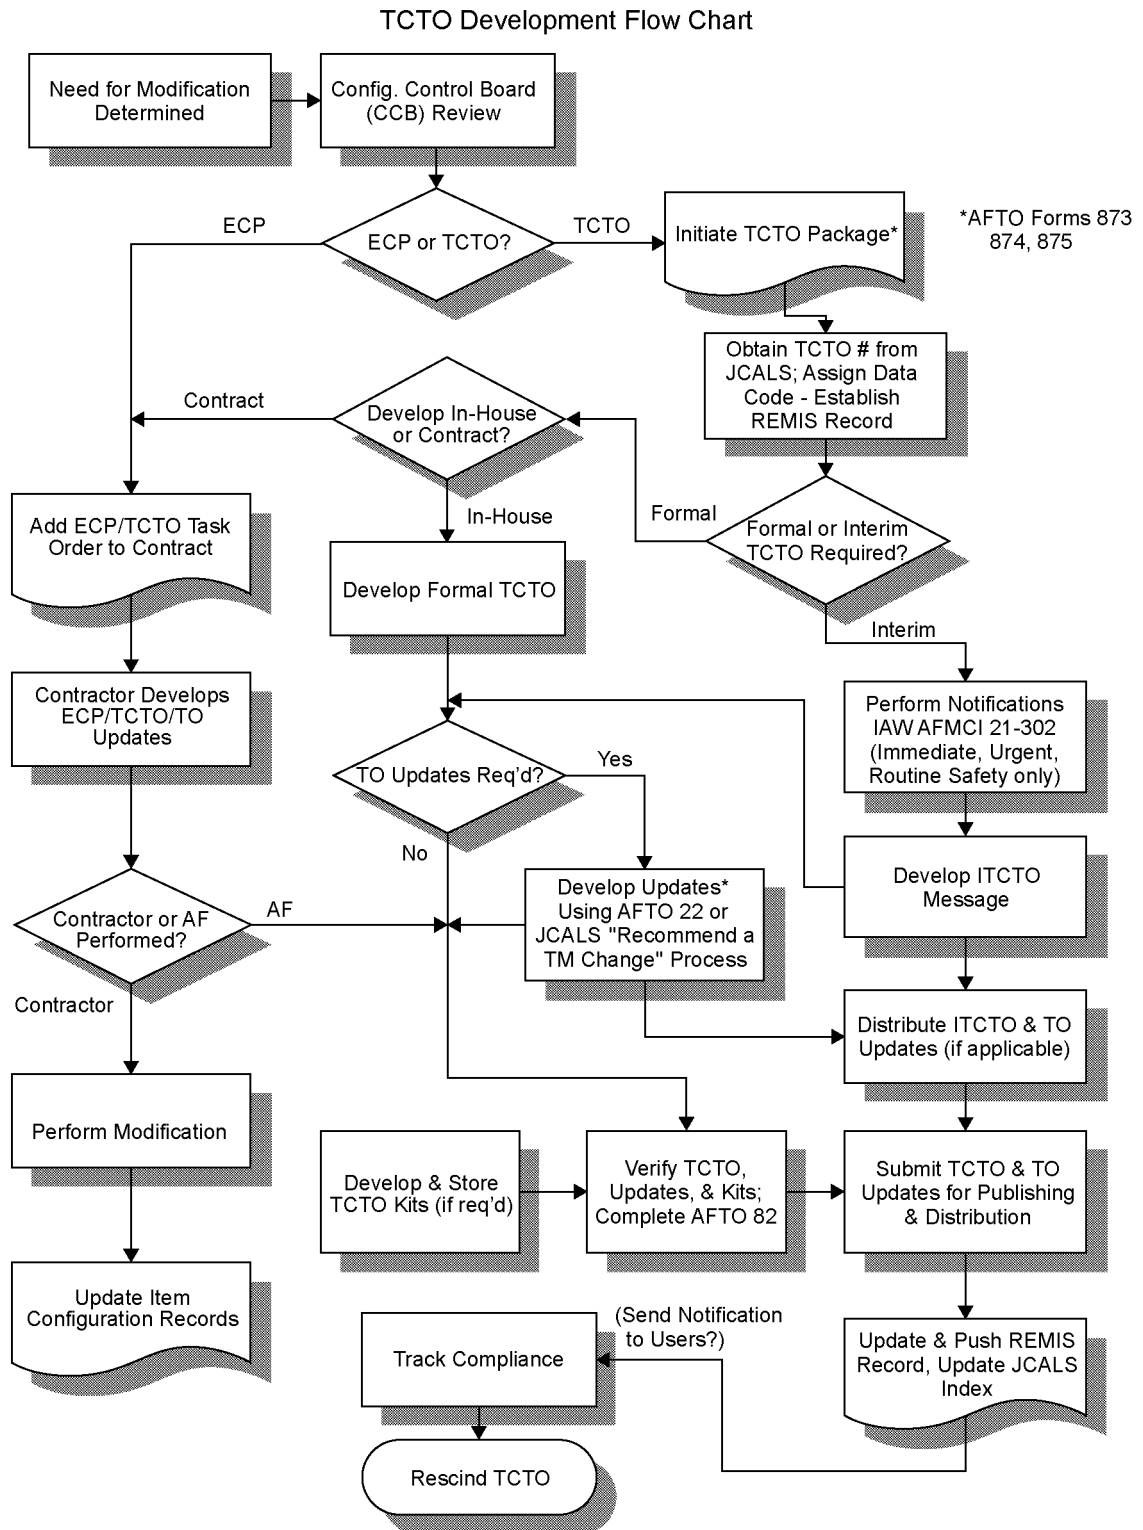 TCTO Development Flow Chart
Need for Modification
Determined
Config. Control Board
(CCB) Review
ECP
ECP or TCTO?
TCTO
Initiate TCTO Package*
*AFTO Forms 873
874, 875
Obtain TCTO # from
JCALS; Assign Data
Code - Establish
REMIS Record
Contract
Develop In-House
or Contract?
In-House
Formal
Formal or Interim
TCTO Required?
Interim
Add ECP/TCTO Task
Order to Contract
Develop Formal TCTO
Contractor Develops
ECP/TCTO/TO
Updates
Perform Notifications
IAW AFMCI 21-302
(Immediate, Urgent,
Routine Safety only)
TO Updates Req'd?
Yes
No
Develop Updates*
Using AFTO 22 or
JCALS "Recommend a
TM Change" Process
Develop ITCTO
Message
Contractor or AF
Performed?
AF
Contractor
Distribute ITCTO & TO
Updates (if applicable)
Perform Modification
Develop & Store
TCTO Kits (if req'd)
Verify TCTO,
Updates, & Kits;
Complete AFTO 82
Submit TCTO & TO
Updates for Publishing
& Distribution
Update Item
Configuration Records
Track Compliance
(Send Notification
to Users?)
Update & Push REMIS
Record, Update JCALS
Index
Rescind TCTO